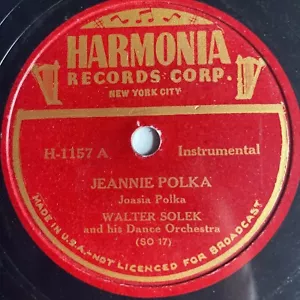 HARMONIA
RECORDS CORP.
NEW YORK CITY
H-1157 A
Instrumental
JEANNIE POLKA
Joasia Polka
WALTER SOLEK
and his Dance Orchestra
(SO 17)
MADE IN U.S.A.-NOT LICENCED FOR BROADCAST